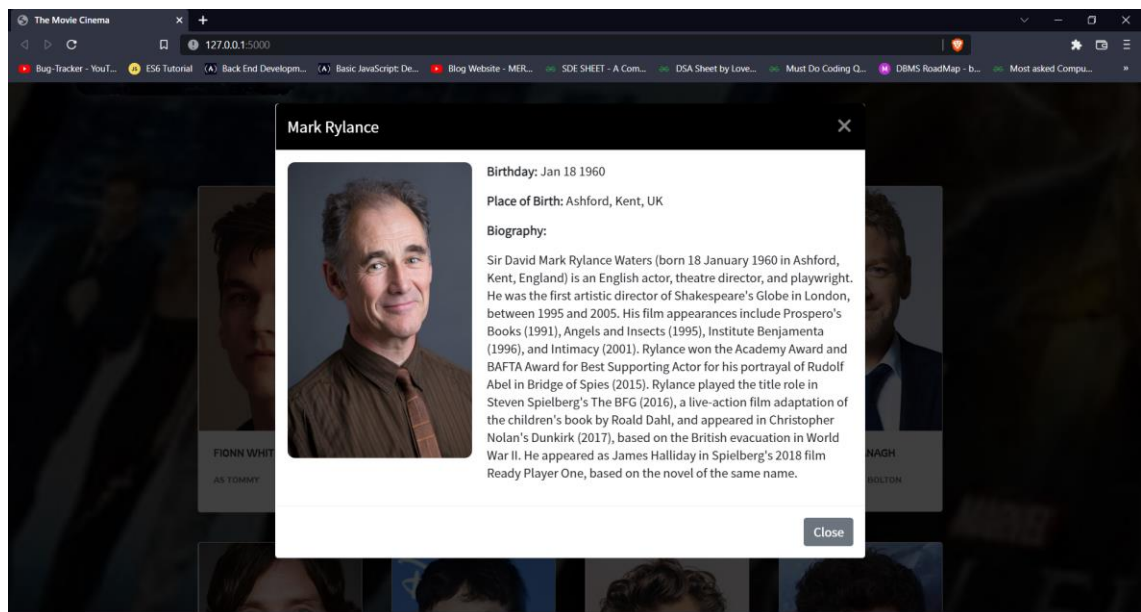 The Movie Cinema
127.0.0.1:5000
Bug-Tracker - YouT...
ES6 Tutorial
Back End Developm...
Basic JavaScript: De...
Blog Website - MER...
SDE SHEET - A Com...
DSA Sheet by Love...
Must Do Coding Q...
DBMS RoadMap - b...
Most asked Compu...
Mark Rylance
Birthday: Jan 18 1960
Place of Birth: Ashford, Kent, UK
Biography:
Sir David Mark Rylance Waters (born 18 January 1960 in Ashford,
Kent, England) is an English actor, theatre director, and playwright.
He was the first artistic director of Shakespeare's Globe in London,
between 1995 and 2005. His film appearances include Prospero's
Books (1991), Angels and Insects (1995), Institute Benjamenta
(1996), and Intimacy (2001). Rylance won the Academy Award and
BAFTA Award for Best Supporting Actor for his portrayal of Rudolf
Abel in Bridge of Spies (2015). Rylance played the title role in
Steven Spielberg's The BFG (2016), a live-action film adaptation of
the children's book by Roald Dahl, and appeared in Christopher
Nolan's Dunkirk (2017), based on the British evacuation in World
War II. He appeared as James Halliday in Spielberg's 2018 film
Ready Player One, based on the novel of the same name.
FIONN WHIT
NAGH
AS TOMMY
BOLTON
MARVEL
Close